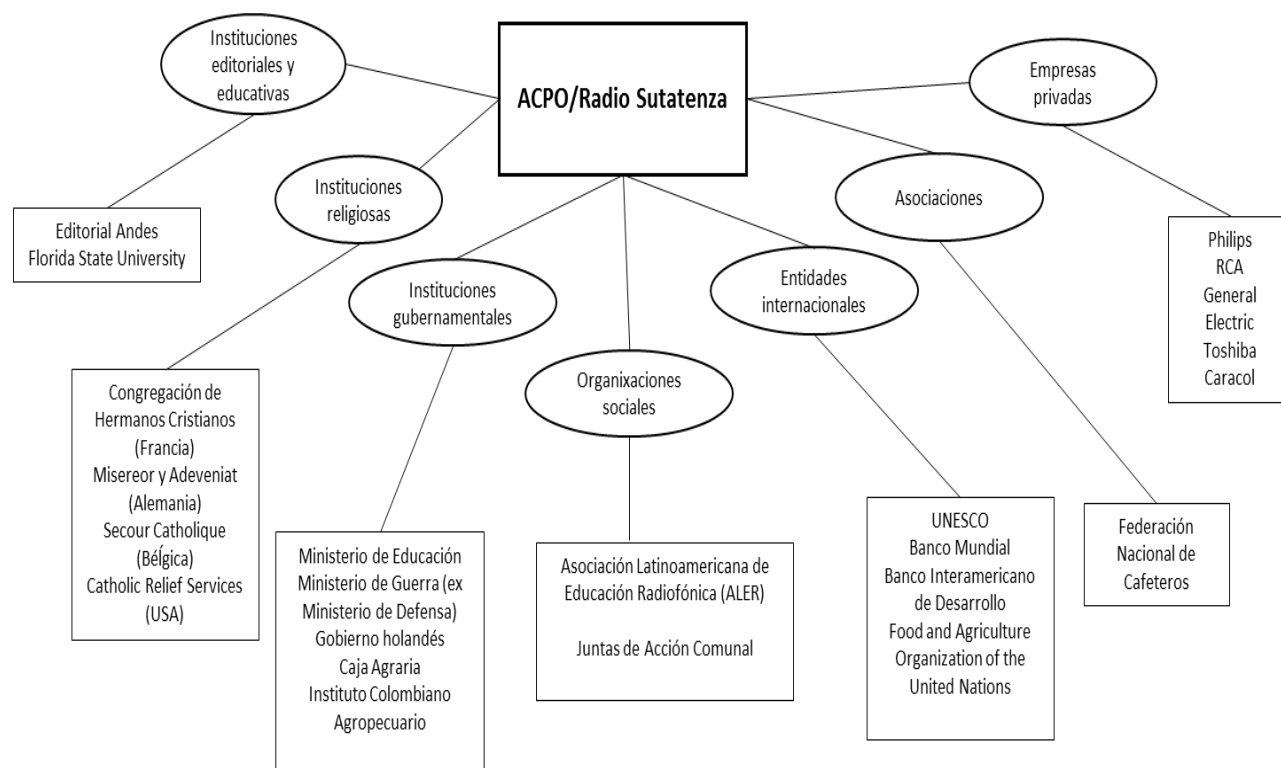 Instituciones
editoriales y
educativas
ACPO/Radio Sutatenza
Empresas
privadas
Instituciones
religiosas
Asociaciones
Editorial Andes
Florida State University
Instituciones
gubernamentales
Entidades
internacionales
Philips
RCA
General
Electric
Toshiba
Caracol
Organixaciones
sociales
Congregación de
Hermanos Cristianos
(Francia)
Misereor y Adeveniat
(Alemania)
Secour Catholique
(Bélgica)
Catholic Relief Services
(USA)
Ministerio de Educación
Ministerio de Guerra (ex
Ministerio de Defensa)
Gobierno holandés
Caja Agraria
Instituto Colombiano
Agropecuario
Asociación Latinoamericana de
Educación Radiofónica (ALER)
Juntas de Acción Comunal
UNESCO
Banco Mundial
Banco Interamericano
de Desarrollo
Food and Agriculture
Organization of the
United Nations
Federación
Nacional de
Cafeteros